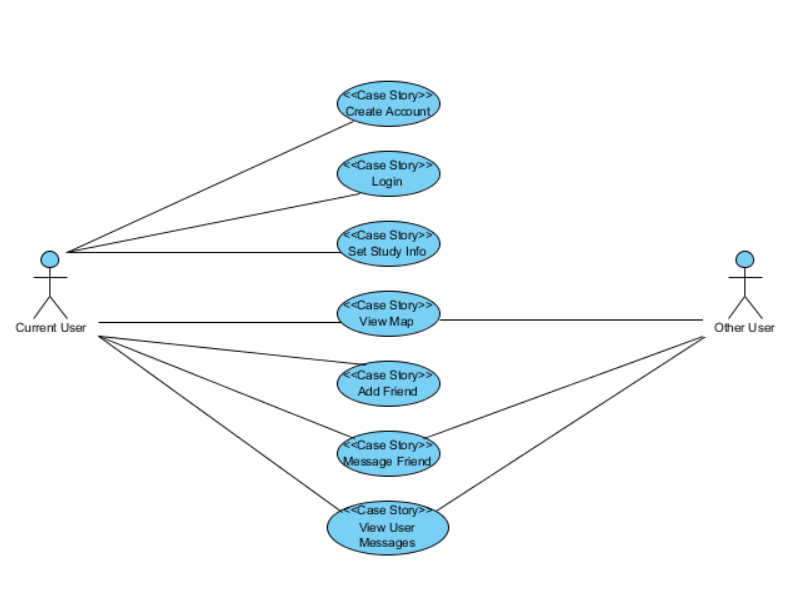 <<Case Story>>
Create Account
<<Case Story>>
Login
<<Case Story>>
Set Study Info
<<Case Story>>
View Map
Current User
Other User
<<Case Story>>
Add Friend
<<Case Story>>
Message Friend
<<Case Story>>
View User
Messages